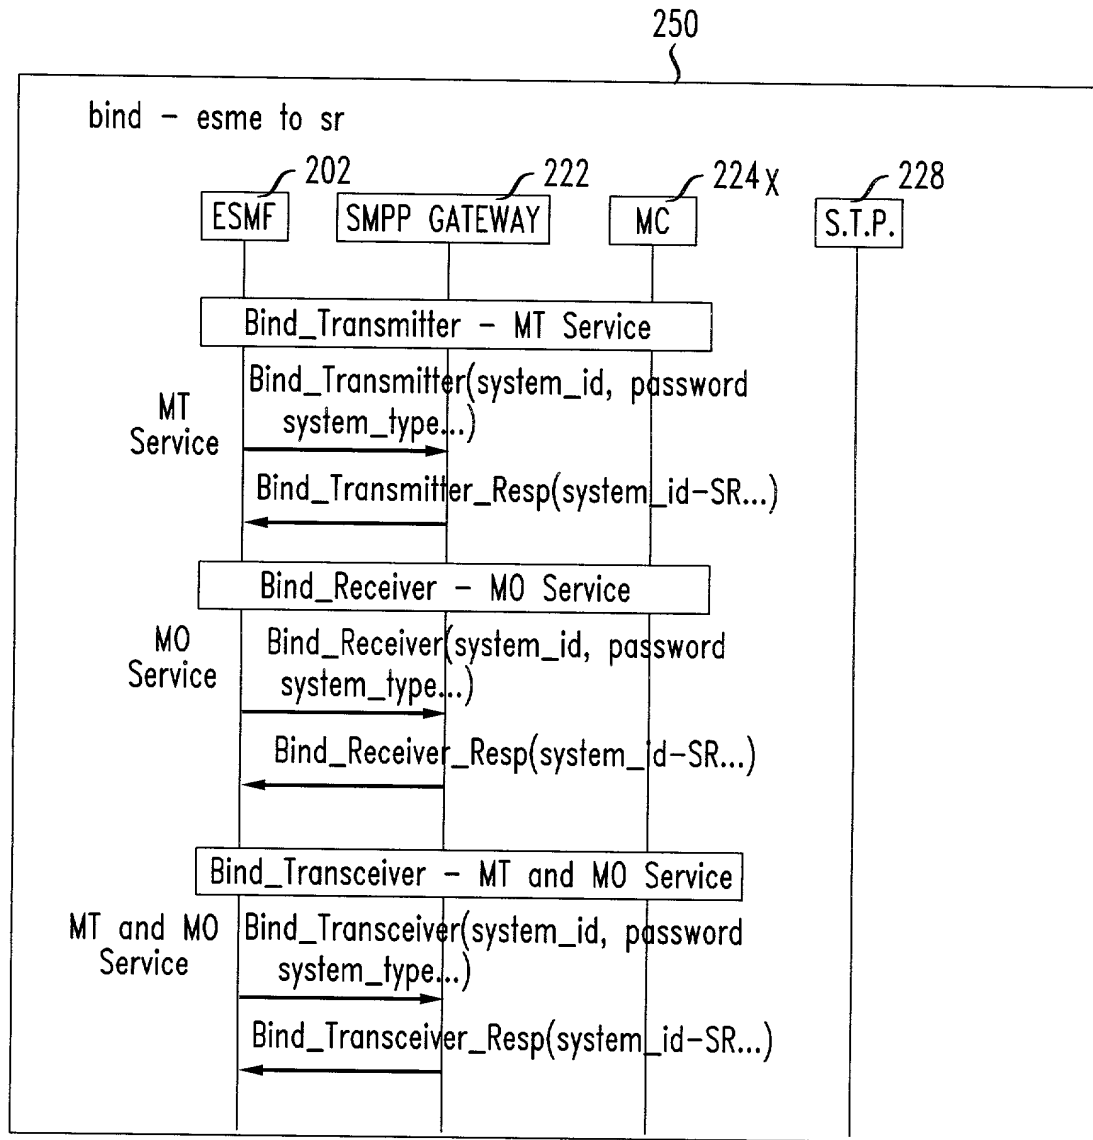 250
bind - esme to sr
202
222
224x
228
ESMF
SMPP GATEWAY
MC
S.T.P.
Bind_Transmitter - MT Service
MT
Service
Bind_Transmitter(system_id, password
system_type...)
Bind_Transmitter_Resp(system_id-SR...)
Bind_Receiver - MO Service
MO
Service
Bind_Receiver(system_id, password
system_type...)
Bind_Receiver_Resp(system_id-SR...)
Bind_Transceiver - MT and MO Service
MT and MO
Service
Bind_Transceiver(system_id, password
system_type...)
Bind_Transceiver_Resp(system_id-SR...)